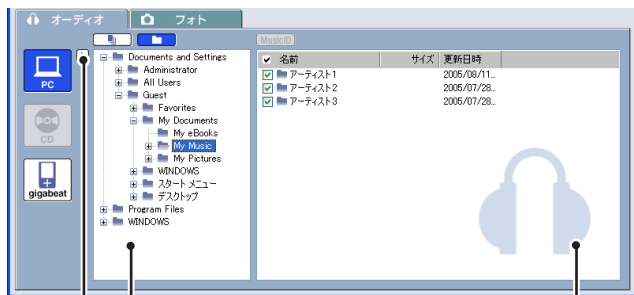 オーディオ
フォト
MusicID
PC
CD
gigabeat
Documents and Settings
Administrator
All Users
Guest
Favorites
My Documents
My eBooks
My Music
My Pictures
WINDOWS
スタート メニュー
デスクトップ
Program Files
WINDOWS
名前 サイズ 更新日時
アーティスト1 2005/08/11...
アーティスト2 2005/07/28...
アーティスト3 2005/07/28...